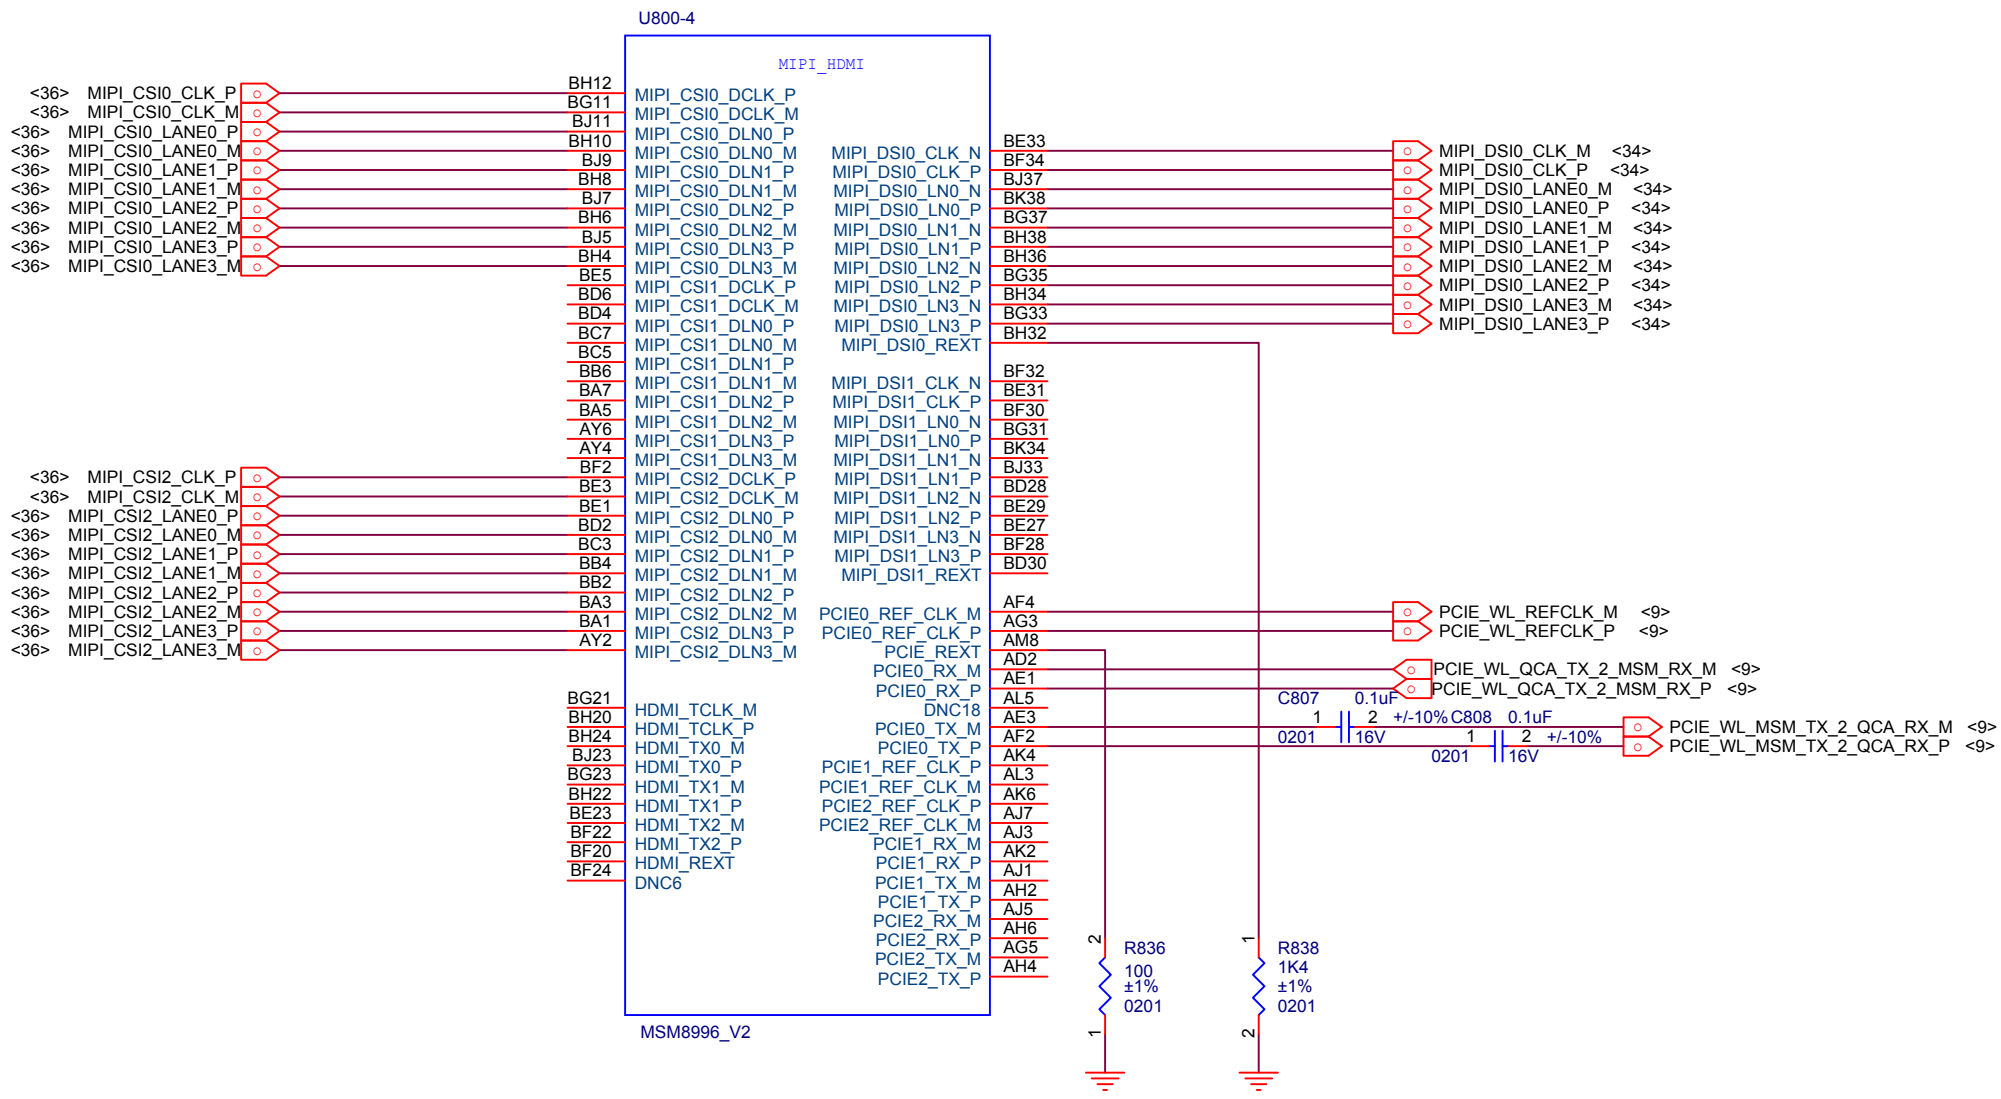 U800-4
MIPI_HDMI
<36> MIPI_CSI0_CLK_P BH12 MIPI_CSI0_DCLK_P
<36> MIPI_CSI0_CLK_M BG11 MIPI_CSI0_DCLK_M
<36> MIPI_CSI0_LANE0_P BJ11 MIPI_CSI0_DLN0_P
<36> MIPI_CSI0_LANE0_M BH10 MIPI_CSI0_DLN0_M
<36> MIPI_CSI0_LANE1_P BJ9 MIPI_CSI0_DLN1_P
<36> MIPI_CSI0_LANE1_M BH8 MIPI_CSI0_DLN1_M
<36> MIPI_CSI0_LANE2_P BJ7 MIPI_CSI0_DLN2_P
<36> MIPI_CSI0_LANE2_M BH6 MIPI_CSI0_DLN2_M
<36> MIPI_CSI0_LANE3_P BJ5 MIPI_CSI0_DLN3_P
<36> MIPI_CSI0_LANE3_M BH4 MIPI_CSI0_DLN3_M
BE5 MIPI_CSI1_DCLK_P
BD6 MIPI_CSI1_DCLK_M
BD4 MIPI_CSI1_DLN0_P
BC7 MIPI_CSI1_DLN0_M
BC5 MIPI_CSI1_DLN1_P
BB6 MIPI_CSI1_DLN1_M
BA7 MIPI_CSI1_DLN2_P
BA5 MIPI_CSI1_DLN2_M
AY6 MIPI_CSI1_DLN3_P
AY4 MIPI_CSI1_DLN3_M
<36> MIPI_CSI2_CLK_P BF2 MIPI_CSI2_DCLK_P
<36> MIPI_CSI2_CLK_M BE3 MIPI_CSI2_DCLK_M
<36> MIPI_CSI2_LANE0_P BE1 MIPI_CSI2_DLN0_P
<36> MIPI_CSI2_LANE0_M BD2 MIPI_CSI2_DLN0_M
<36> MIPI_CSI2_LANE1_P BC3 MIPI_CSI2_DLN1_P
<36> MIPI_CSI2_LANE1_M BB4 MIPI_CSI2_DLN1_M
<36> MIPI_CSI2_LANE2_P BB2 MIPI_CSI2_DLN2_P
<36> MIPI_CSI2_LANE2_M BA3 MIPI_CSI2_DLN2_M
<36> MIPI_CSI2_LANE3_P BA1 MIPI_CSI2_DLN3_P
<36> MIPI_CSI2_LANE3_M AY2 MIPI_CSI2_DLN3_M
BG21 HDMI_TCLK_M
BH20 HDMI_TCLK_P
BH24 HDMI_TX0_M
BJ23 HDMI_TX0_P
BG23 HDMI_TX1_M
BH22 HDMI_TX1_P
BE23 HDMI_TX2_M
BF22 HDMI_TX2_P
BF20 HDMI_REXT
BF24 DNC6
MIPI_DSI0_CLK_N BE33 MIPI_DSI0_CLK_M <34>
MIPI_DSI0_CLK_P BF34 MIPI_DSI0_CLK_P <34>
MIPI_DSI0_LN0_N BJ37 MIPI_DSI0_LANE0_M <34>
MIPI_DSI0_LN0_P BK38 MIPI_DSI0_LANE0_P <34>
MIPI_DSI0_LN1_N BG37 MIPI_DSI0_LANE1_M <34>
MIPI_DSI0_LN1_P BH38 MIPI_DSI0_LANE1_P <34>
MIPI_DSI0_LN2_N BH36 MIPI_DSI0_LANE2_M <34>
MIPI_DSI0_LN2_P BG35 MIPI_DSI0_LANE2_P <34>
MIPI_DSI0_LN3_N BH34 MIPI_DSI0_LANE3_M <34>
MIPI_DSI0_LN3_P BG33 MIPI_DSI0_LANE3_P <34>
MIPI_DSI0_REXT BH32
MIPI_DSI1_CLK_N BF32
MIPI_DSI1_CLK_P BE31
MIPI_DSI1_LN0_N BF30
MIPI_DSI1_LN0_P BG31
MIPI_DSI1_LN1_N BK34
MIPI_DSI1_LN1_P BJ33
MIPI_DSI1_LN2_N BD28
MIPI_DSI1_LN2_P BE29
MIPI_DSI1_LN3_N BE27
MIPI_DSI1_LN3_P BF28
MIPI_DSI1_REXT BD30
PCIE0_REF_CLK_M AF4 PCIE_WL_REFCLK_M <9>
PCIE0_REF_CLK_P AG3 PCIE_WL_REFCLK_P <9>
PCIE_REXT AM8
PCIE0_RX_M AD2 PCIE_WL_QCA_TX_2_MSM_RX_M <9>
PCIE0_RX_P AE1 PCIE_WL_QCA_TX_2_MSM_RX_P <9>
DNC18 AL5 C807 0.1uF
PCIE0_TX_M AE3 1 2 +/-10% C808 0.1uF PCIE_WL_MSM_TX_2_QCA_RX_M <9>
PCIE0_TX_P AF2 0201 16V 1 2 +/-10% PCIE_WL_MSM_TX_2_QCA_RX_P <9>
PCIE1_REF_CLK_P AK4 0201 16V
PCIE1_REF_CLK_M AL3
PCIE2_REF_CLK_P AK6
PCIE2_REF_CLK_M AJ7
PCIE1_RX_M AJ3
PCIE1_RX_P AK2
PCIE1_TX_M AJ1
PCIE1_TX_P AH2
PCIE2_RX_M AJ5
PCIE2_RX_P AH6
PCIE2_TX_M AG5
PCIE2_TX_P AH4
2 R836
100
±1%
0201
1
1 R838
1K4
±1%
0201
2
MSM8996_V2